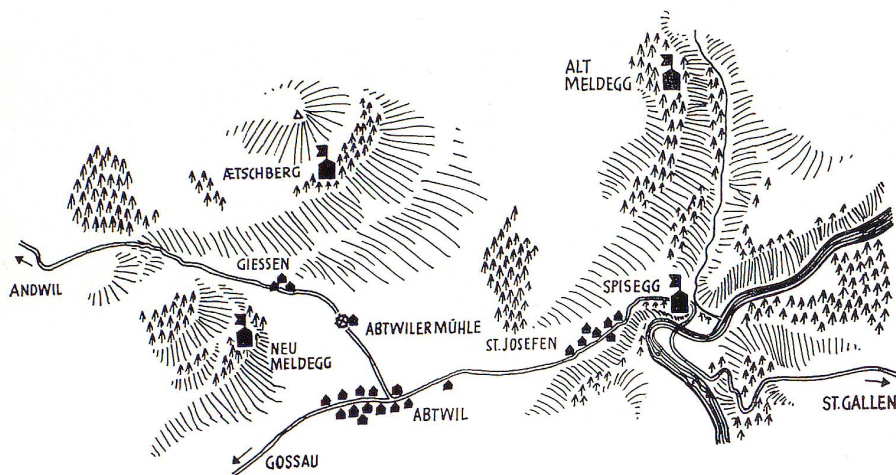 ALT
MELDEGG
ÆTSCHBERG
GIESSEN
SPISEGG
ANDWIL
ABTWILERMÜHLE
ST. JOSEFEN
NEU
MELDEGG
ABTWIL
ST. GALLEN
GOSSAU